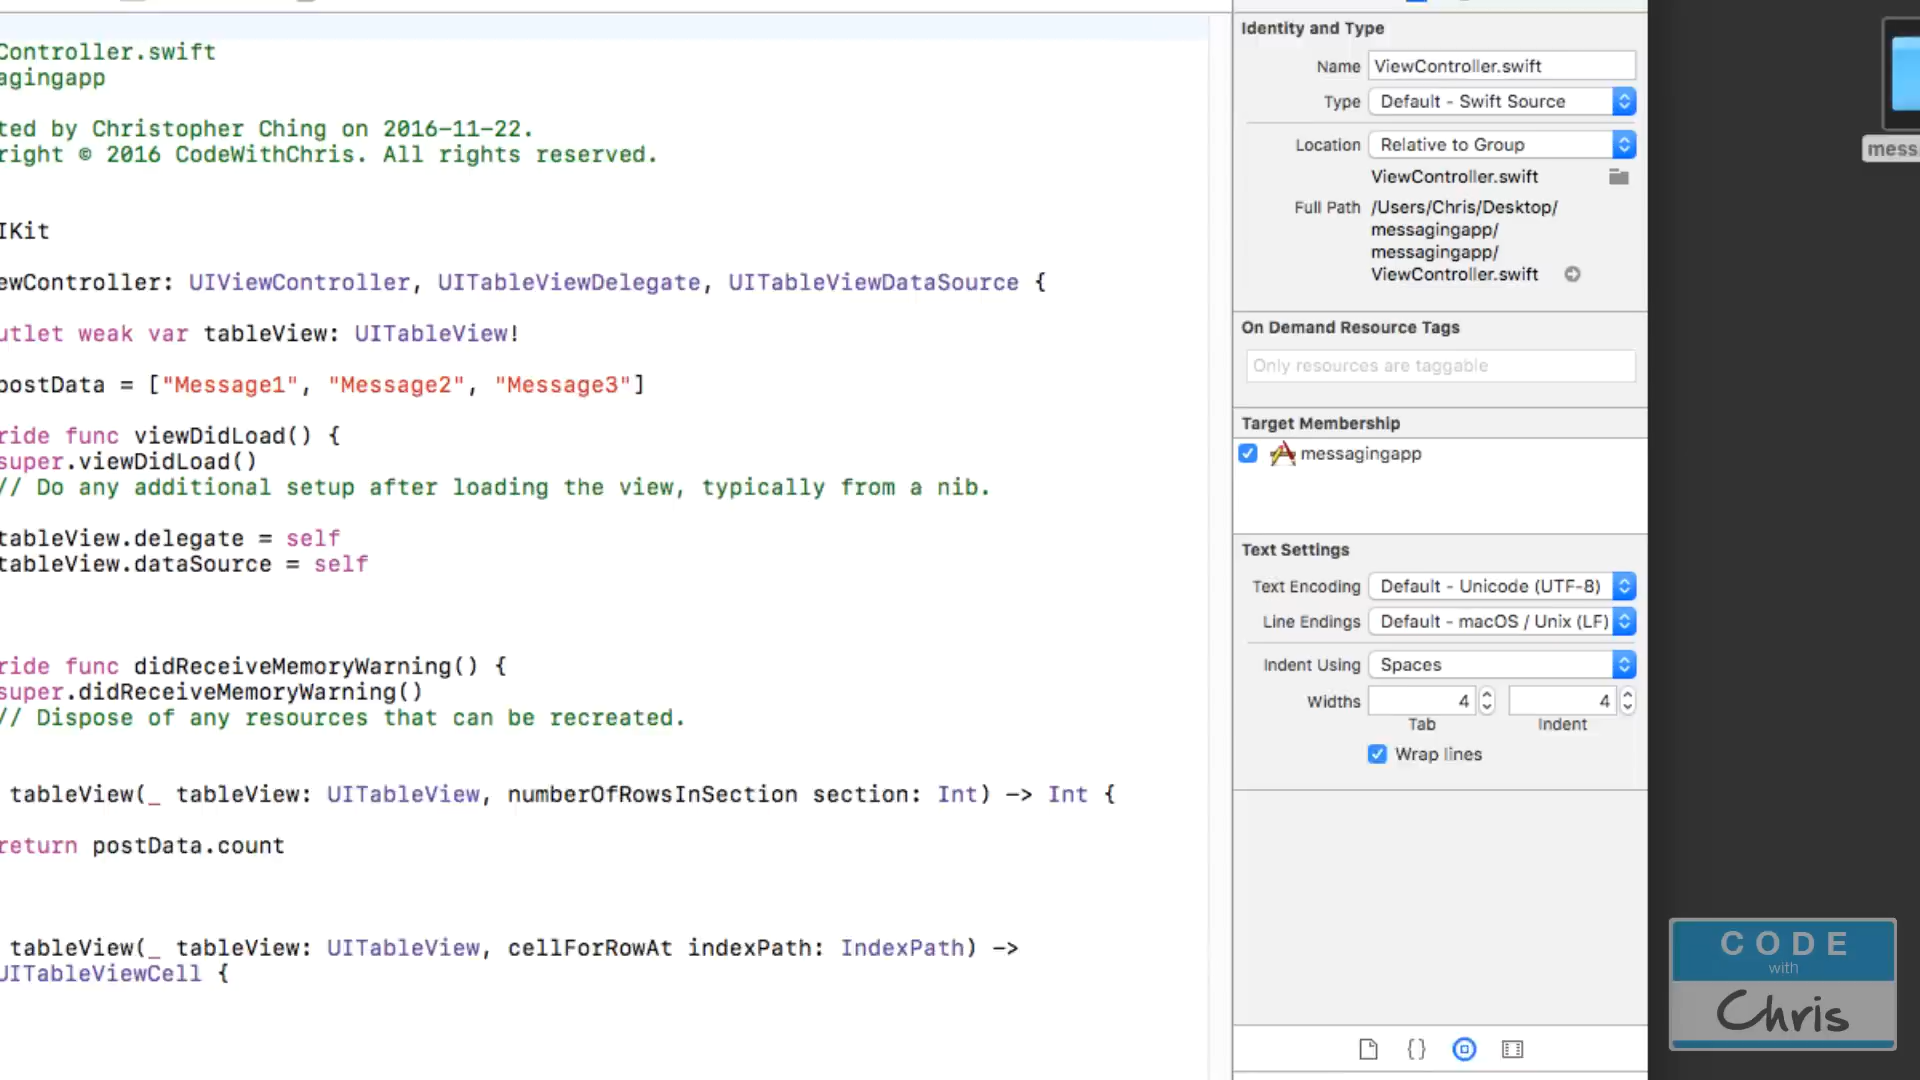 Controller.swift
agingapp
ted by Christopher Ching on 2016-11-22.
right © 2016 CodeWithChris. All rights reserved.
IKit
ewController: UIViewController, UITableViewDelegate, UITableViewDataSource {
utlet weak var tableView: UITableView!
postData = ["Message1", "Message2", "Message3"]
ride func viewDidLoad() {
super.viewDidLoad()
// Do any additional setup after loading the view, typically from a nib.
tableView.delegate = self
tableView.dataSource = self
ride func didReceiveMemoryWarning() {
super.didReceiveMemoryWarning()
// Dispose of any resources that can be recreated.
tableView(_ tableView: UITableView, numberOfRowsInSection section: Int) -> Int {
return postData.count
tableView(_ tableView: UITableView, cellForRowAt indexPath: IndexPath) ->
UITableViewCell {
Identity and Type
Name ViewController.swift
Type Default - Swift Source
Location Relative to Group
ViewController.swift
Full Path /Users/Chris/Desktop/
messagingapp/
messagingapp/
ViewController.swift
On Demand Resource Tags
Only resources are taggable
Target Membership
messagingapp
Text Settings
Text Encoding Default - Unicode (UTF-8)
Line Endings Default - macOS / Unix (LF)
Indent Using Spaces
Widths 4 4
Tab Indent
Wrap lines
{}
mess
CODE
with
Chris